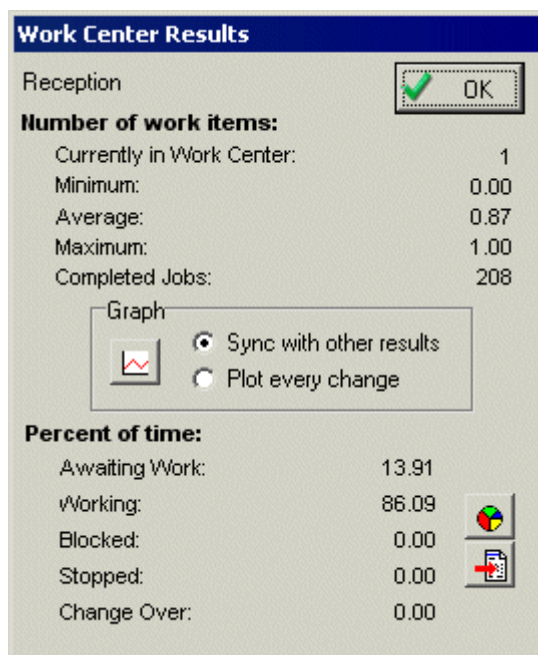 Work Center Results
Reception
OK
Number of work items:
Currently in Work Center: 1
Minimum: 0.00
Average: 0.87
Maximum: 1.00
Completed Jobs: 208
Graph
Sync with other results
Plot every change
Percent of time:
Awaiting Work: 13.91
Working: 86.09
Blocked: 0.00
Stopped: 0.00
Change Over: 0.00